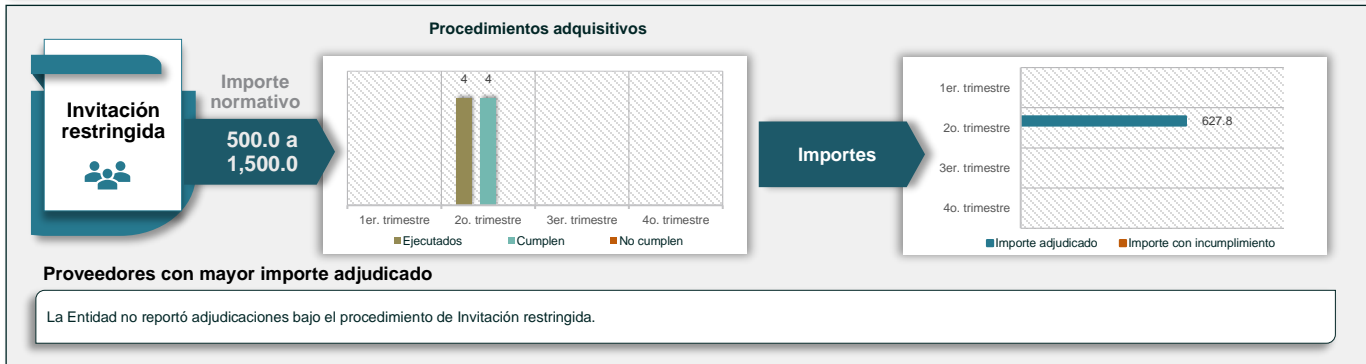 Procedimientos adquisitivos
Invitación
restringida
Importe
normativo
500.0 a
1,500.0
4 4
1er. trimestre 2o. trimestre 3er. trimestre 4o. trimestre
Ejecutados Cumplen No cumplen
Importes
1er. trimestre
2o. trimestre
627.8
3er. trimestre
4o. trimestre
Importe adjudicado Importe con incumplimiento
Proveedores con mayor importe adjudicado
La Entidad no reportó adjudicaciones bajo el procedimiento de Invitación restringida.